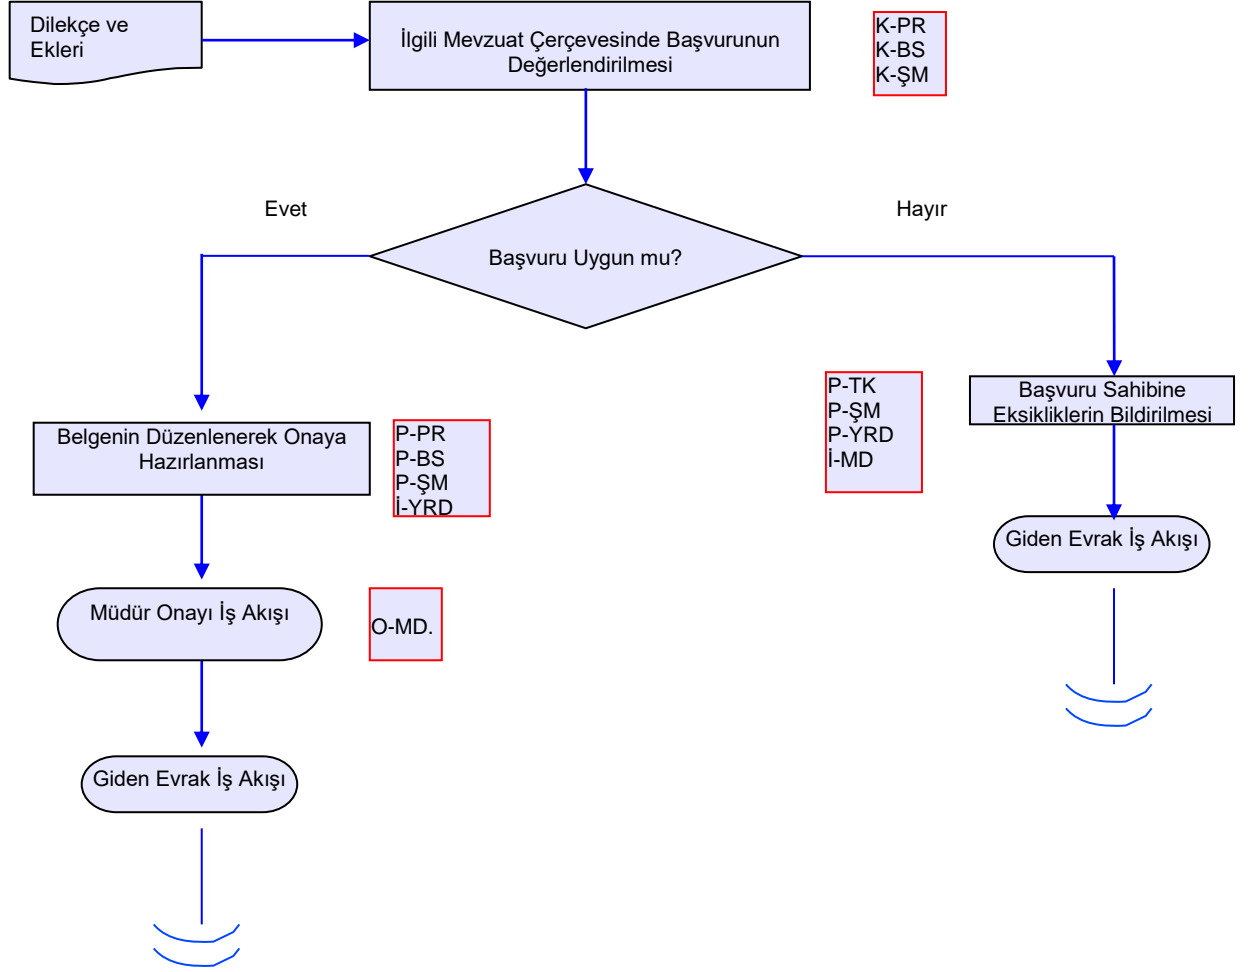 Dilekçe ve
Ekleri
İlgili Mevzuat Çerçevesinde Başvurunun
Değerlendirilmesi
K-PR
K-BS
K-ŞM
Evet
Hayır
Başvuru Uygun mu?
P-TK
P-ŞM
P-YRD
İ-MD
Başvuru Sahibine
Eksikliklerin Bildirilmesi
Belgenin Düzenlenerek Onaya
Hazırlanması
P-PR
P-BS
P-ŞM
İ-YRD
Giden Evrak İş Akışı
Müdür Onayı İş Akışı
O-MD.
Giden Evrak İş Akışı